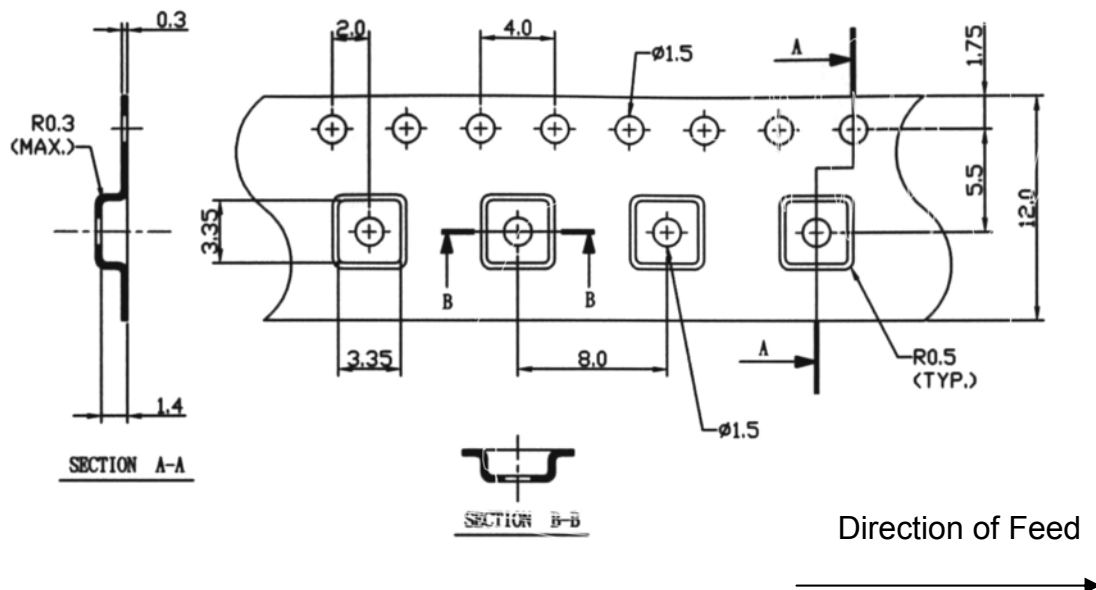 0.3
2.0
4.0
ø1.5
A
1.75
R0.3
(MAX.)
3.35
5.5
12.0
B
B
3.35
8.0
A
R0.5
(TYP.)
1.4
ø1.5
SECTION A-A
SECTION B-B
Direction of Feed